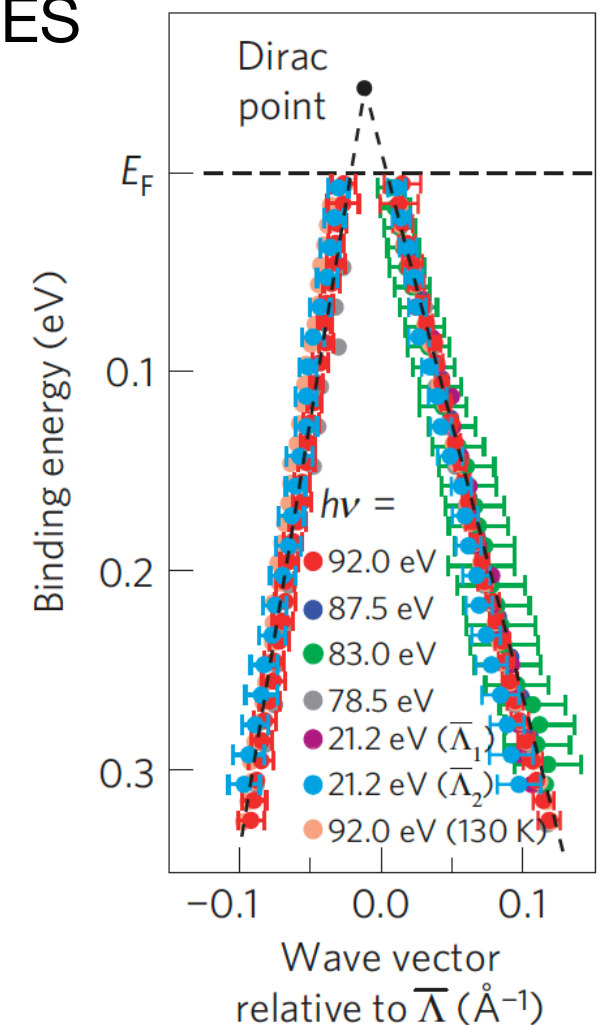 ES
Dirac
point
E_F
Binding energy (eV)
0.1
0.2
0.3
hν =
92.0 eV
87.5 eV
83.0 eV
78.5 eV
21.2 eV (Λ̅₁)
21.2 eV (Λ̅₂)
92.0 eV (130 K)
−0.1 0.0 0.1
Wave vector
relative to Λ̅ (Å⁻¹)